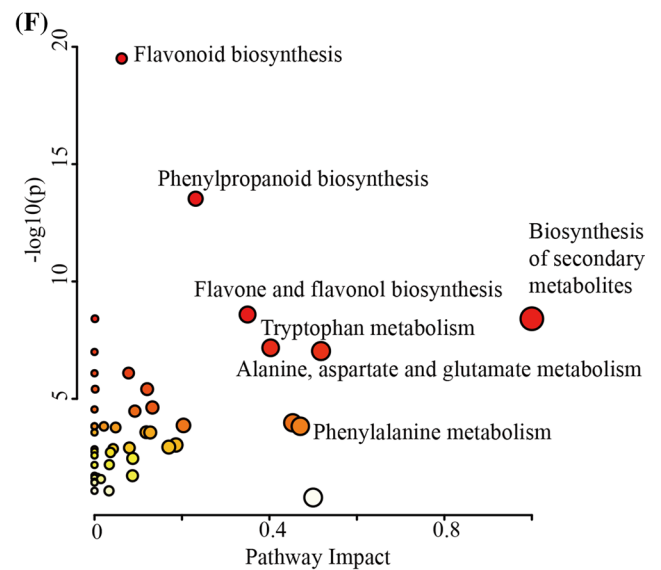 (F)
20
Flavonoid biosynthesis
15
Phenylpropanoid biosynthesis
-log10(p)
Biosynthesis
of secondary
metabolites
10
Flavone and flavonol biosynthesis
Tryptophan metabolism
Alanine, aspartate and glutamate metabolism
5
Phenylalanine metabolism
0
0.4
0.8
Pathway Impact